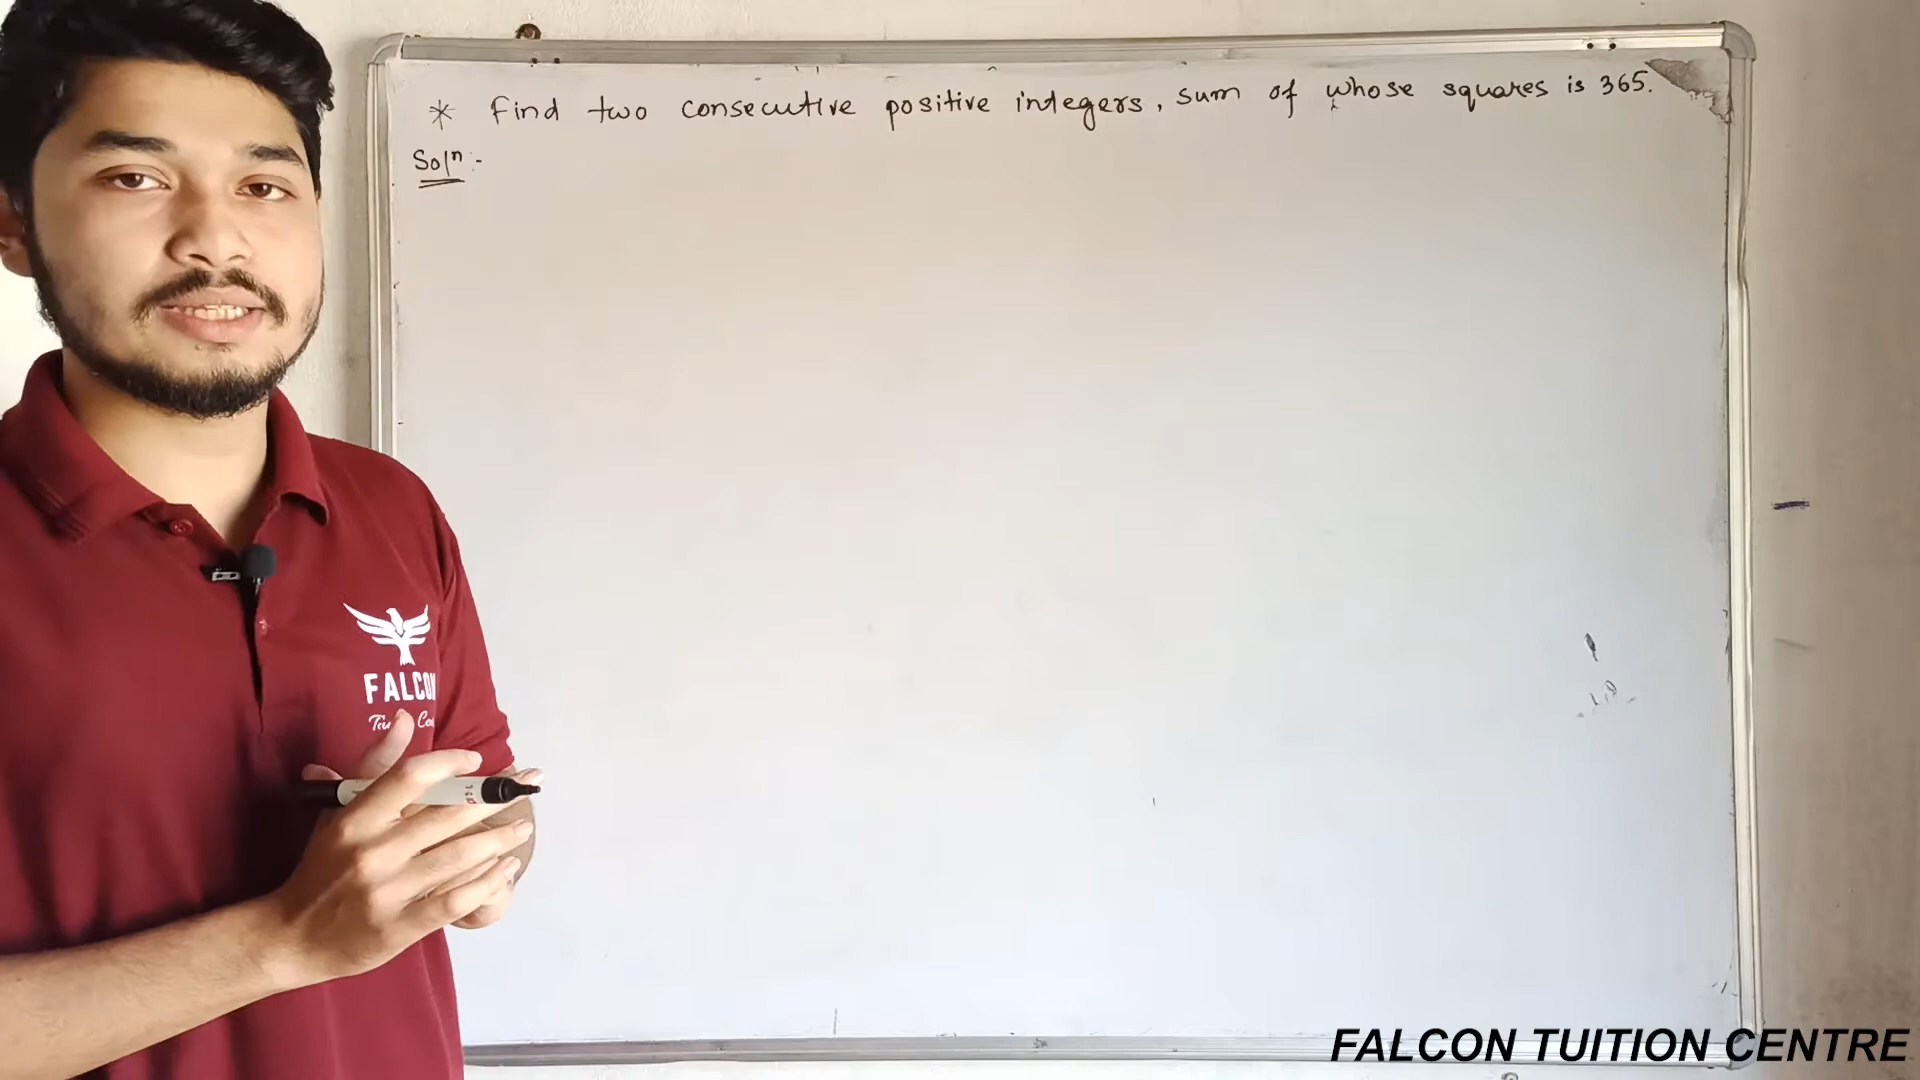 * Find two consecutive positive integers, sum of whose squares is 365.
Solⁿ:-
FALCON
FALCON TUITION CENTRE